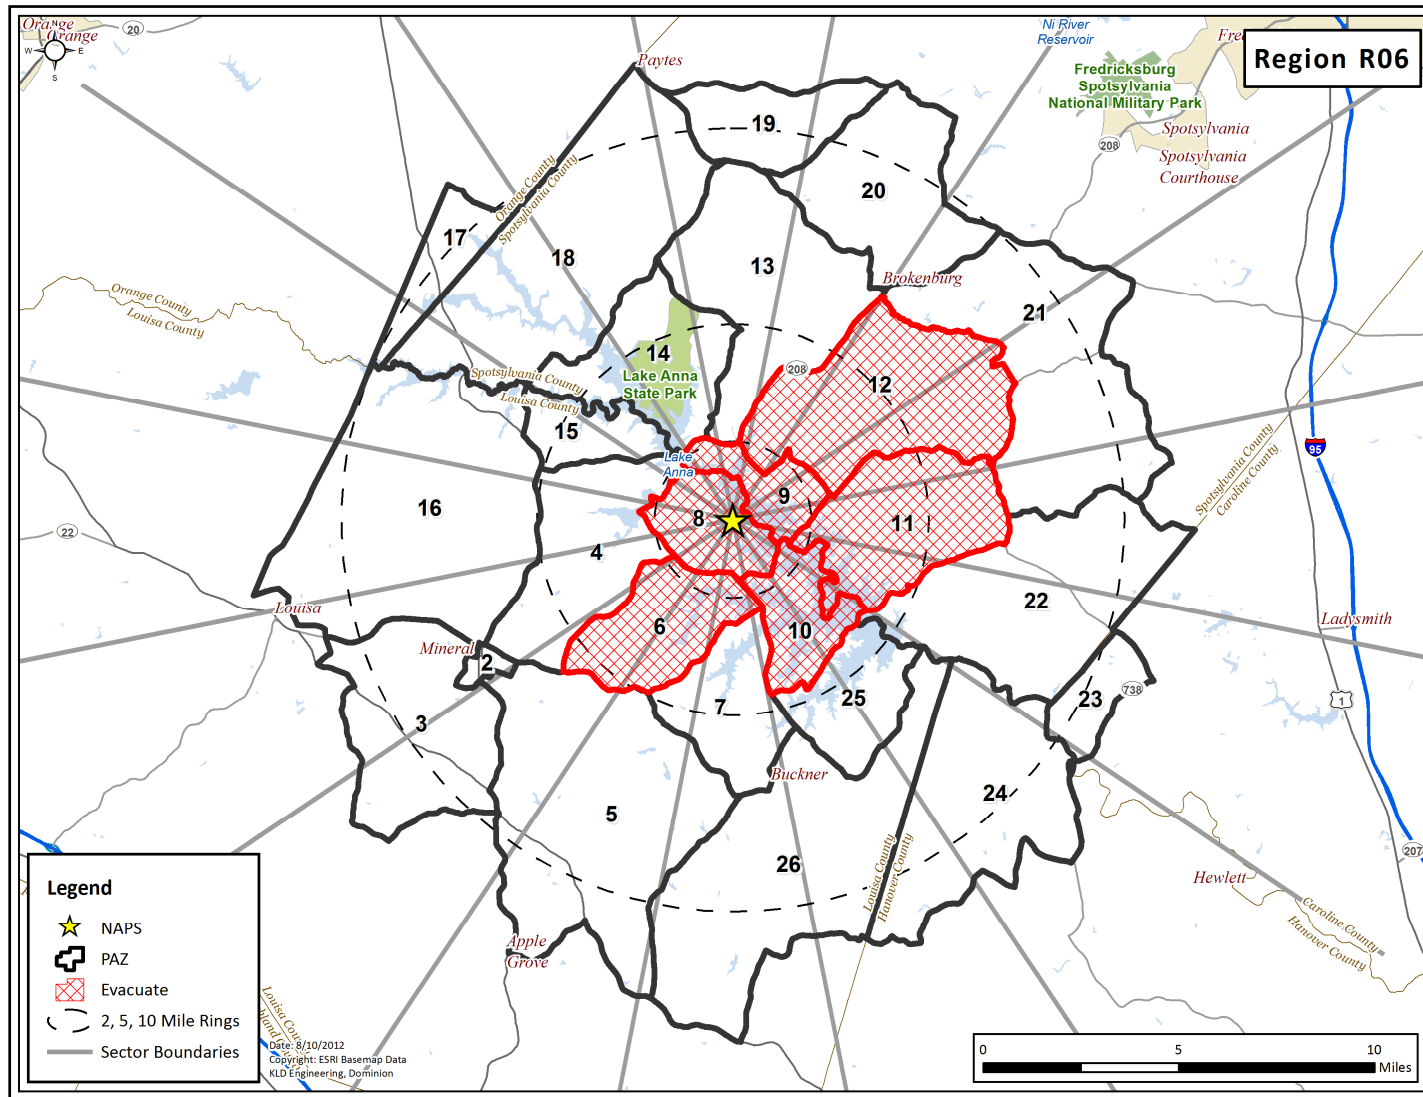 Orange
Orange
N
W E
S
20
Paytes
Ni River
Reservoir
Fredricksburg
Spotsylvania
National Military Park
Region R06
208
Spotsylvania
Spotsylvania
Courthouse
19
20
Orange County
Spotsylvania County
17
18
13
Brokenburg
21
Orange County
Louisa County
14
Lake Anna
State Park
208
12
Spotsylvania County
Louisa County
15
Lake
Anna
95
Spotsylvania County
Caroline County
9
16
8
11
22
4
Louisa
6
10
22
Ladysmith
Mineral
2
3
7
25
23
738
1
Buckner
5
24
26
Louisa County
Hanover County
207
Hewlett
Caroline County
Hanover County
Apple
Grove
Legend
NAPS
PAZ
Evacuate
2, 5, 10 Mile Rings
Sector Boundaries
Louisa County
Date: 8/10/2012
Copyright: ESRI Basemap Data
KLD Engineering, Dominion
0 5 10
Miles